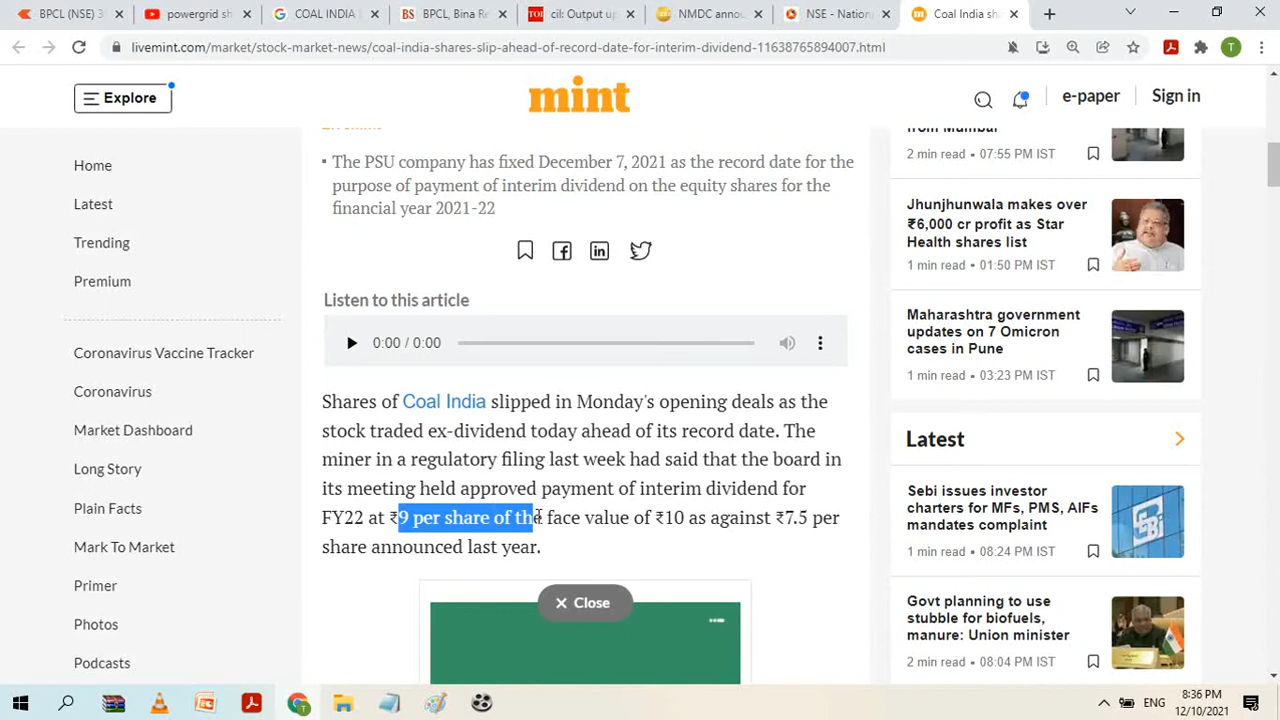 BPCL (NSE) 3
powergrid sh
COAL INDIA
BPCL, Bina Re
TOI cil: Output up
NMDC annou
NSE - Nationa
Coal India sh
livemint.com/market/stock-market-news/coal-india-shares-slip-ahead-of-record-date-for-interim-dividend-11638765894007.html
T
Explore
mint
e-paper
Sign in
Home
Latest
Trending
Premium
Coronavirus Vaccine Tracker
Coronavirus
Market Dashboard
Long Story
Plain Facts
Mark To Market
Primer
Photos
Podcasts
▪ The PSU company has fixed December 7, 2021 as the record date for the
purpose of payment of interim dividend on the equity shares for the
financial year 2021-22
Listen to this article
0:00 / 0:00
Shares of Coal India slipped in Monday's opening deals as the
stock traded ex-dividend today ahead of its record date. The
miner in a regulatory filing last week had said that the board in
its meeting held approved payment of interim dividend for
FY22 at ₹9 per share of the face value of ₹10 as against ₹7.5 per
share announced last year.
✕ Close
from Mumbai
2 min read • 07:55 PM IST
Jhunjhunwala makes over
₹6,000 cr profit as Star
Health shares list
1 min read • 01:50 PM IST
Maharashtra government
updates on 7 Omicron
cases in Pune
1 min read • 03:23 PM IST
Latest
Sebi issues investor
charters for MFs, PMS, AIFs
mandates complaint
1 min read • 08:24 PM IST
Govt planning to use
stubble for biofuels,
manure: Union minister
2 min read • 08:04 PM IST
ENG
8:36 PM
12/10/2021